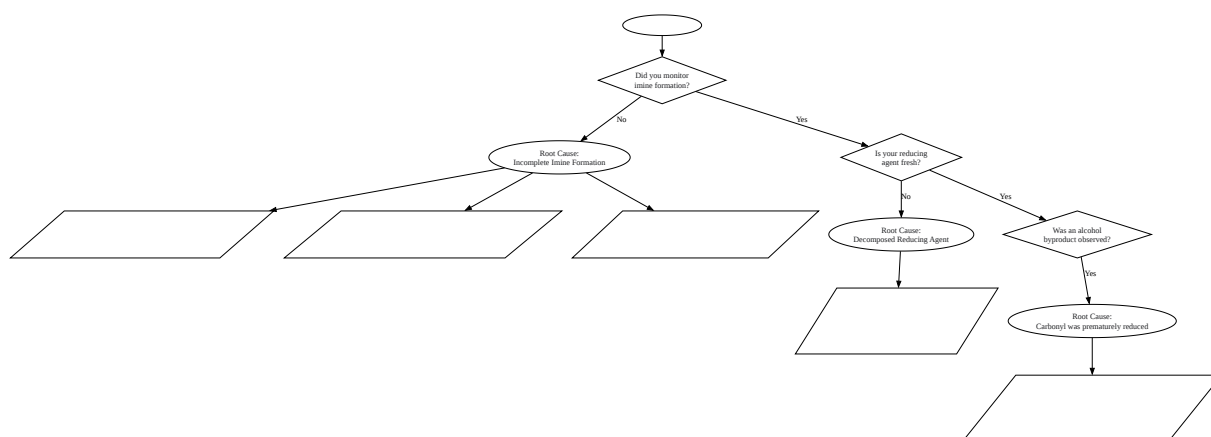 Did you monitor
imine formation?
No
Yes
Root Cause:
Incomplete Imine Formation
Is your reducing
agent fresh?
No
Yes
Root Cause:
Decomposed Reducing Agent
Was an alcohol
byproduct observed?
Yes
Root Cause:
Carbonyl was prematurely reduced